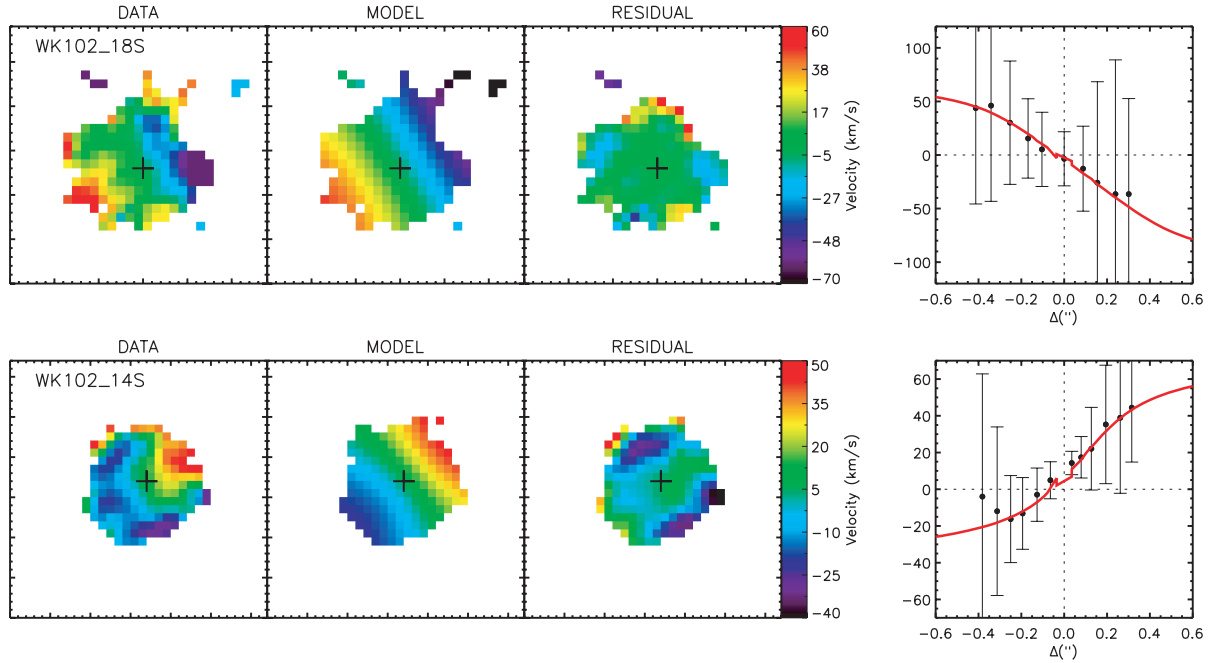 DATA MODEL RESIDUAL
WK102_18S
60
38
17
−5
−27
−48
−70
Velocity (km/s)
100
50
0
−50
−100
−0.6 −0.4 −0.2 0.0 0.2 0.4 0.6
Δ(")
DATA MODEL RESIDUAL
WK102_14S
50
35
20
5
−10
−25
−40
Velocity (km/s)
60
40
20
0
−20
−40
−60
−0.6 −0.4 −0.2 0.0 0.2 0.4 0.6
Δ(")